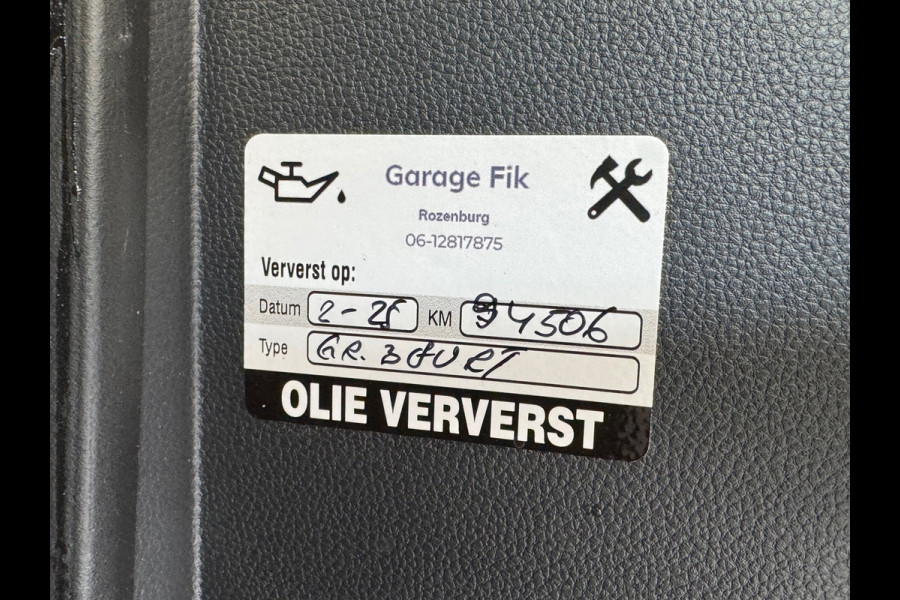 Garage Fik
Rozenburg
06-12817875
Ververst op:
Datum 2-25 KM 94506
Type GR. BEURT
OLIE VERVERST